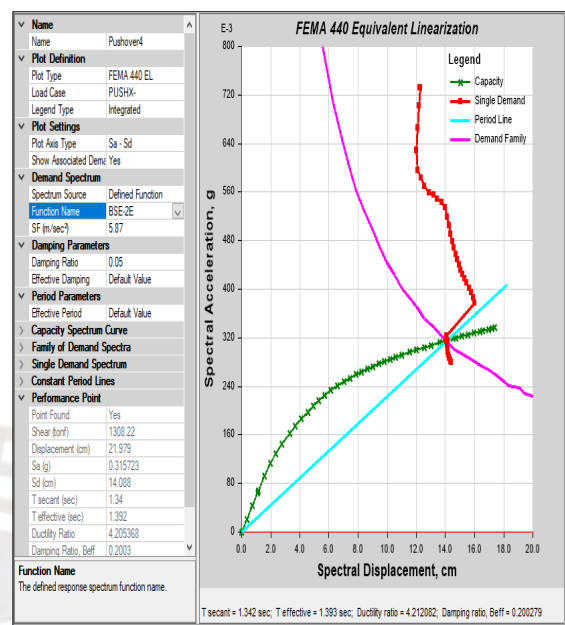 Name
Name Pushover4
Plot Definition
Plot Type FEMA 440 EL
Load Case PUSHX-
Legend Type Integrated
Plot Settings
Plot Axis Type Sa - Sd
Show Associated Dema Yes
Demand Spectrum
Spectrum Source Defined Function
Function Name BSE-2E
SF (m/sec²) 5.87
Damping Parameters
Damping Ratio 0.05
Effective Damping Default Value
Period Parameters
Effective Period Default Value
Capacity Spectrum Curve
Family of Demand Spectra
Single Demand Spectrum
Constant Period Lines
Performance Point
Point Found Yes
Shear (tonf) 1308.22
Displacement (cm) 21.979
Sa (g) 0.315723
Sd (cm) 14.088
T secant (sec) 1.34
T effective (sec) 1.392
Ductility Ratio 4.205368
Damping Ratio, Beff 0.2003
Function Name
The defined response spectrum function name.
E-3
FEMA 440 Equivalent Linearization
Legend
Capacity
Single Demand
Period Line
Demand Family
800
720
640
560
480
400
320
240
160
80
0
Spectral Acceleration, g
0.0 2.0 4.0 6.0 8.0 10.0 12.0 14.0 16.0 18.0 20.0
Spectral Displacement, cm
T secant = 1.342 sec; T effective = 1.393 sec; Ductility ratio = 4.212082; Damping ratio, Beff = 0.200279